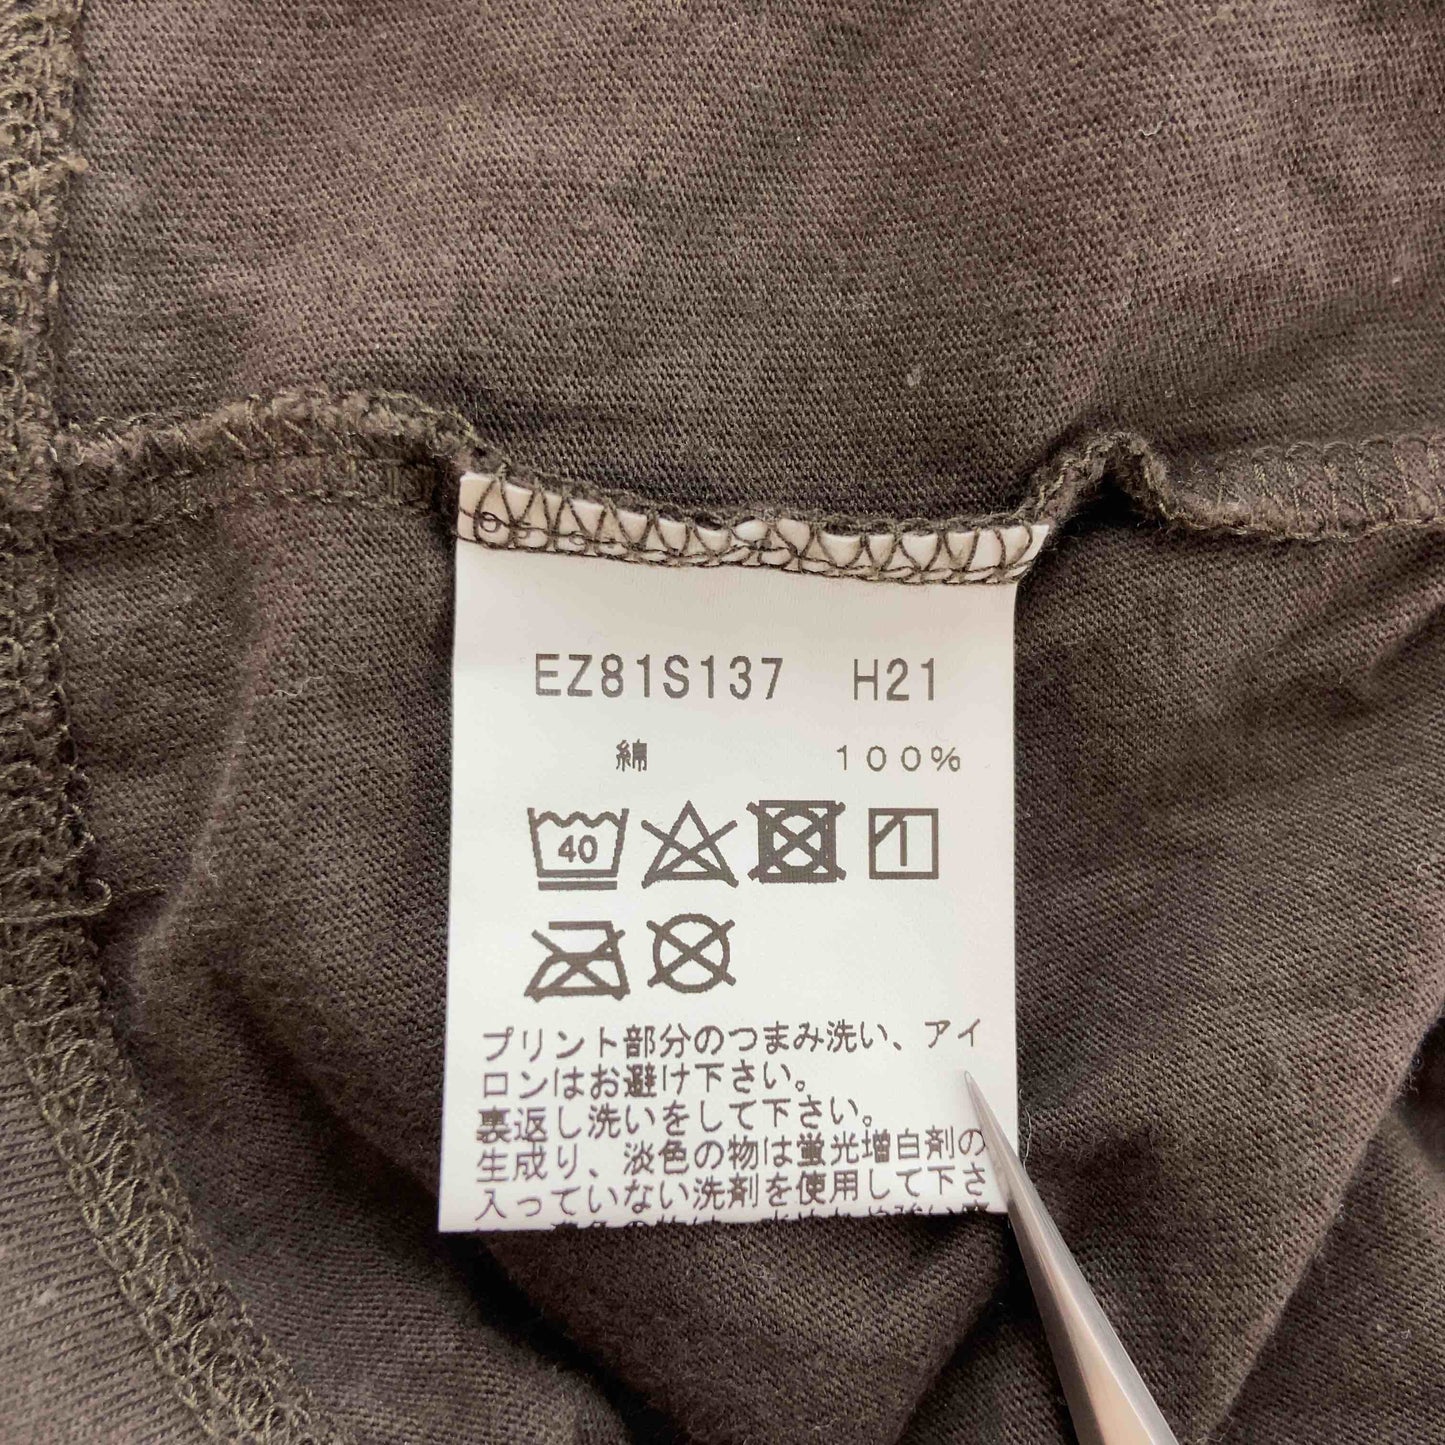 EZ81S137 H21
綿 100%
40
1
プリント部分のつまみ洗い、アイ
ロンはお避け下さい。
裏返し洗いをして下さい。
生成り、淡色の物は蛍光増白剤の
入っていない洗剤を使用して下さ